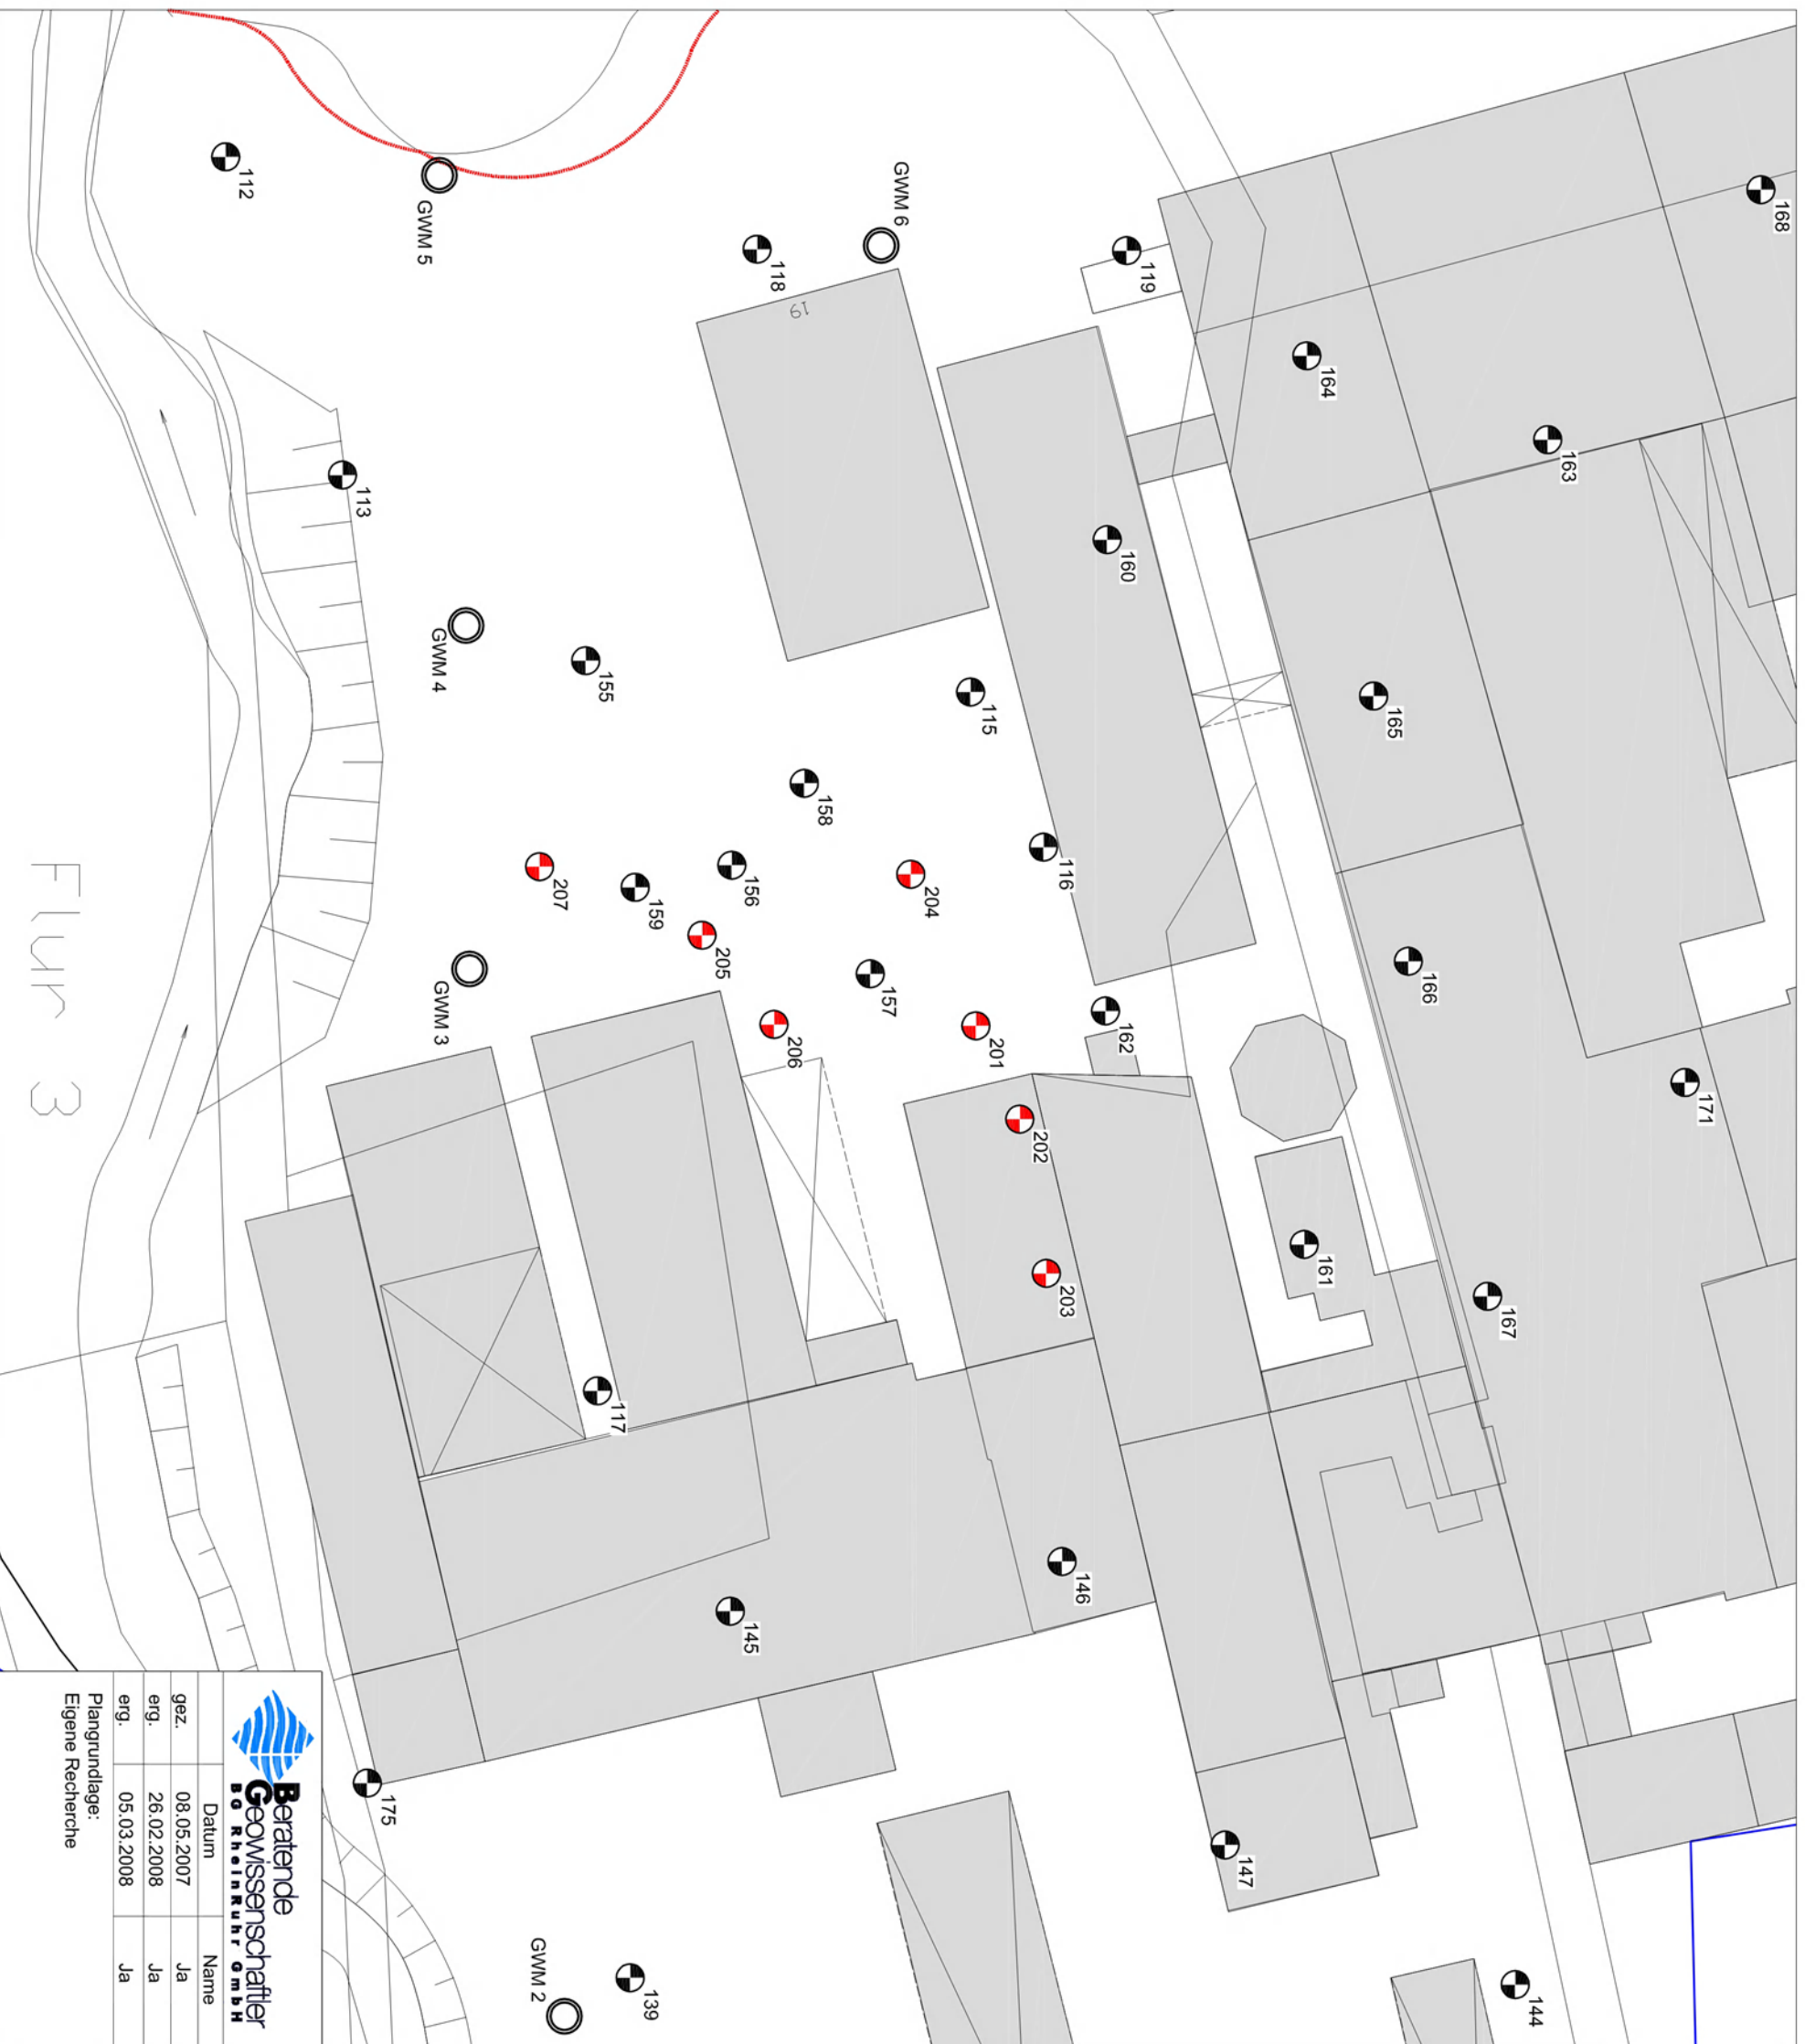 168
119
GWM 6
118
19
112
GWM 5
164
163
113
160
GWM 4
155
115
165
158
116
156
204
207
159
205
166
157
GWM 3
206
201
162
171
202
161
203
167
117
146
145
175
147
139
GWM 2
144
Flur 3
Beratende
Geowissenschaftler
BG RheinRuhr GmbH
Datum Name
gez. 08.05.2007 Ja
erg. 26.02.2008 Ja
erg. 05.03.2008 Ja
Plangrundlage:
Eigene Recherche